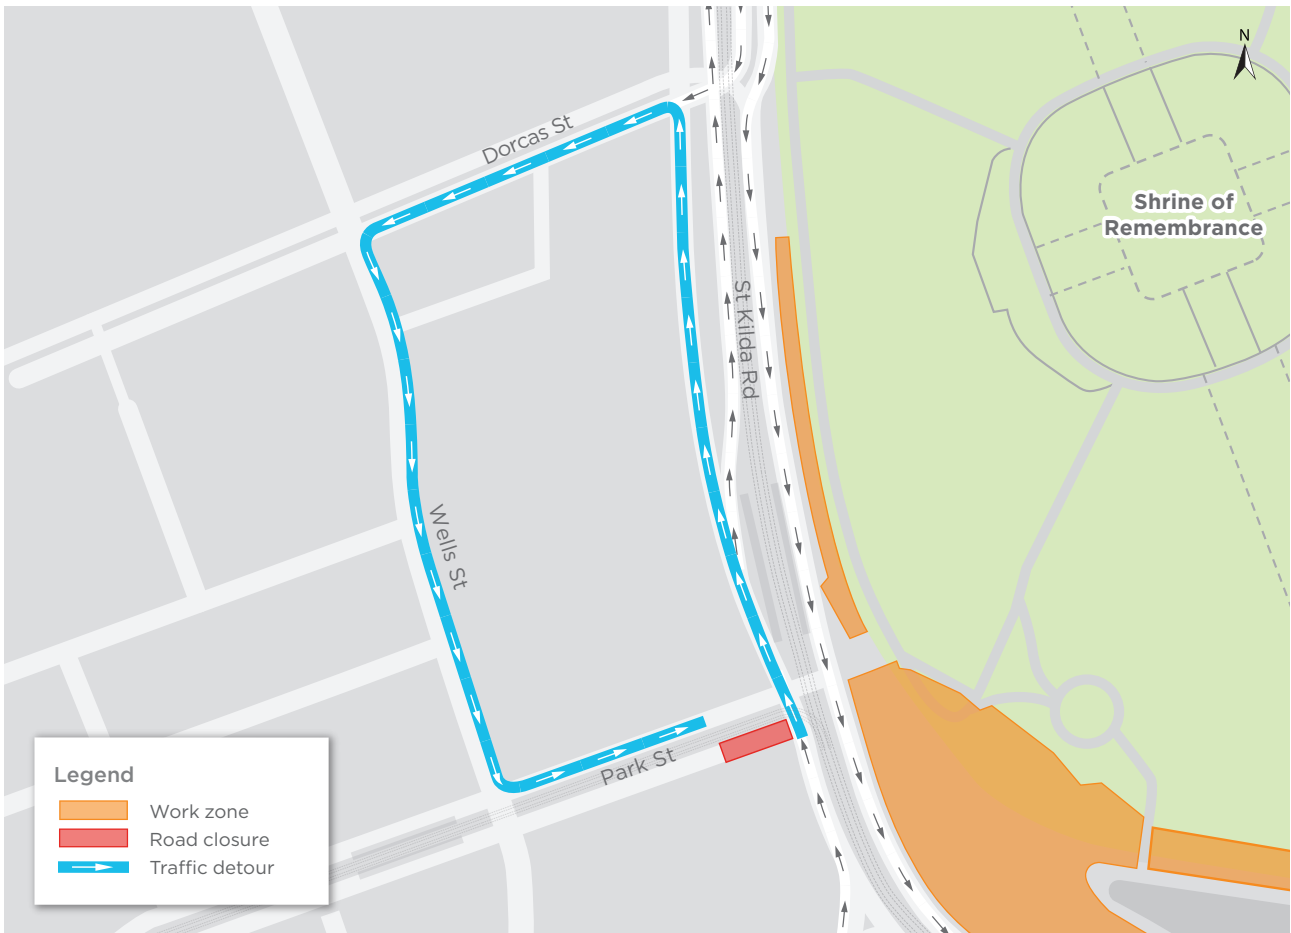 N
Dorcas St
Shrine of
Remembrance
St Kilda Rd
Wells St
Park St
Legend
Work zone
Road closure
Traffic detour